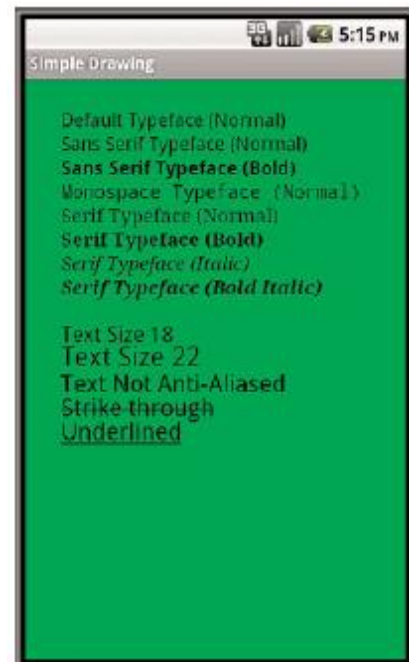 3G 5:15 PM
Simple Drawing
Default Typeface (Normal)
Sans Serif Typeface (Normal)
Sans Serif Typeface (Bold)
Monospace Typeface (Normal)
Serif Typeface (Normal)
Serif Typeface (Bold)
Serif Typeface (Italic)
Serif Typeface (Bold Italic)
Text Size 18
Text Size 22
Text Not Anti-Aliased
Strike through
Underlined